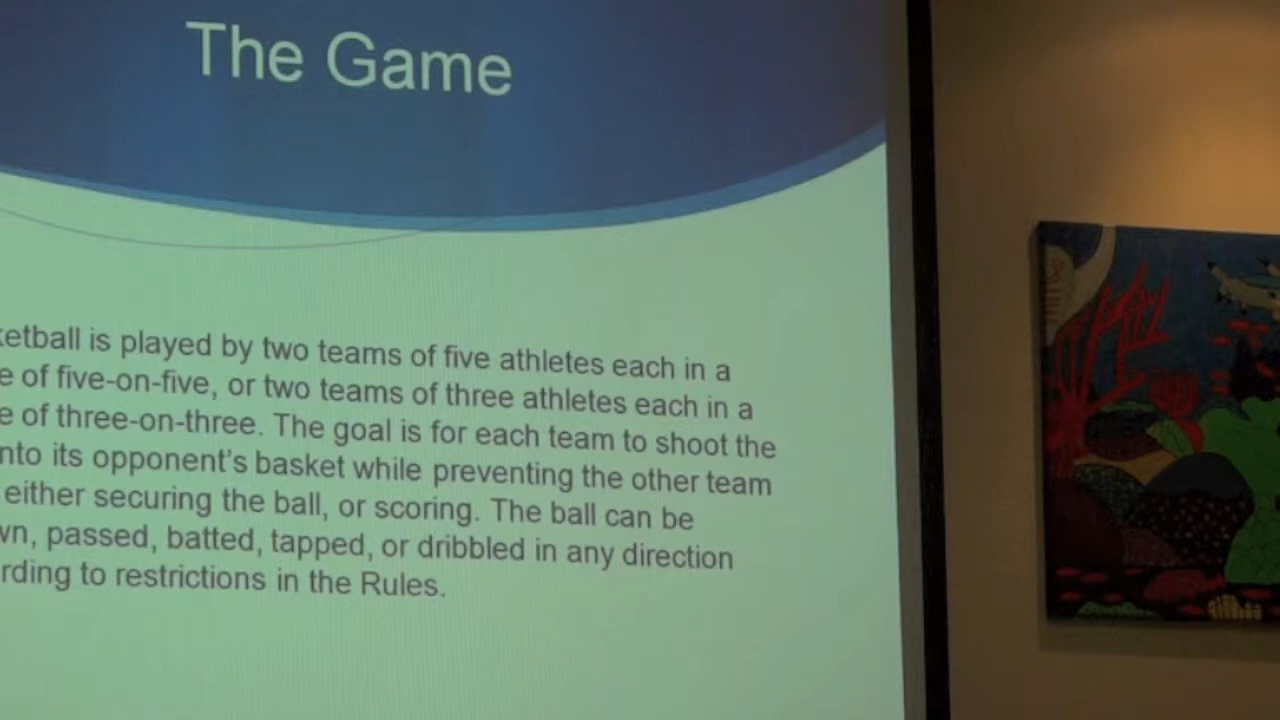 The Game
ketball is played by two teams of five athletes each in a
e of five-on-five, or two teams of three athletes each in a
e of three-on-three. The goal is for each team to shoot the
nto its opponent's basket while preventing the other team
either securing the ball, or scoring. The ball can be
wn, passed, batted, tapped, or dribbled in any direction
rding to restrictions in the Rules.